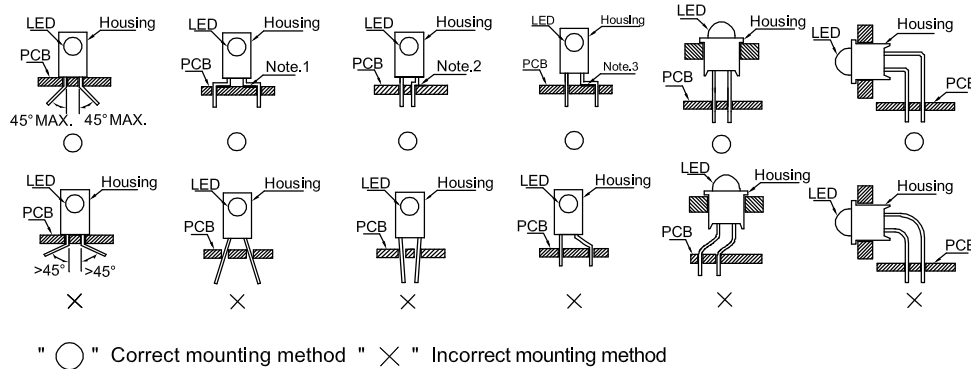 LED Housing
PCB
45° MAX. 45° MAX.
LED Housing
PCB Note.1
LED Housing
PCB Note.2
LED Housing
PCB Note.3
LED Housing
PCB
LED Housing
PCB
LED Housing
PCB
>45° >45°
LED Housing
PCB
LED Housing
PCB
LED Housing
PCB
LED Housing
PCB
LED Housing
PCB
" ◯ " Correct mounting method " ✕ " Incorrect mounting method